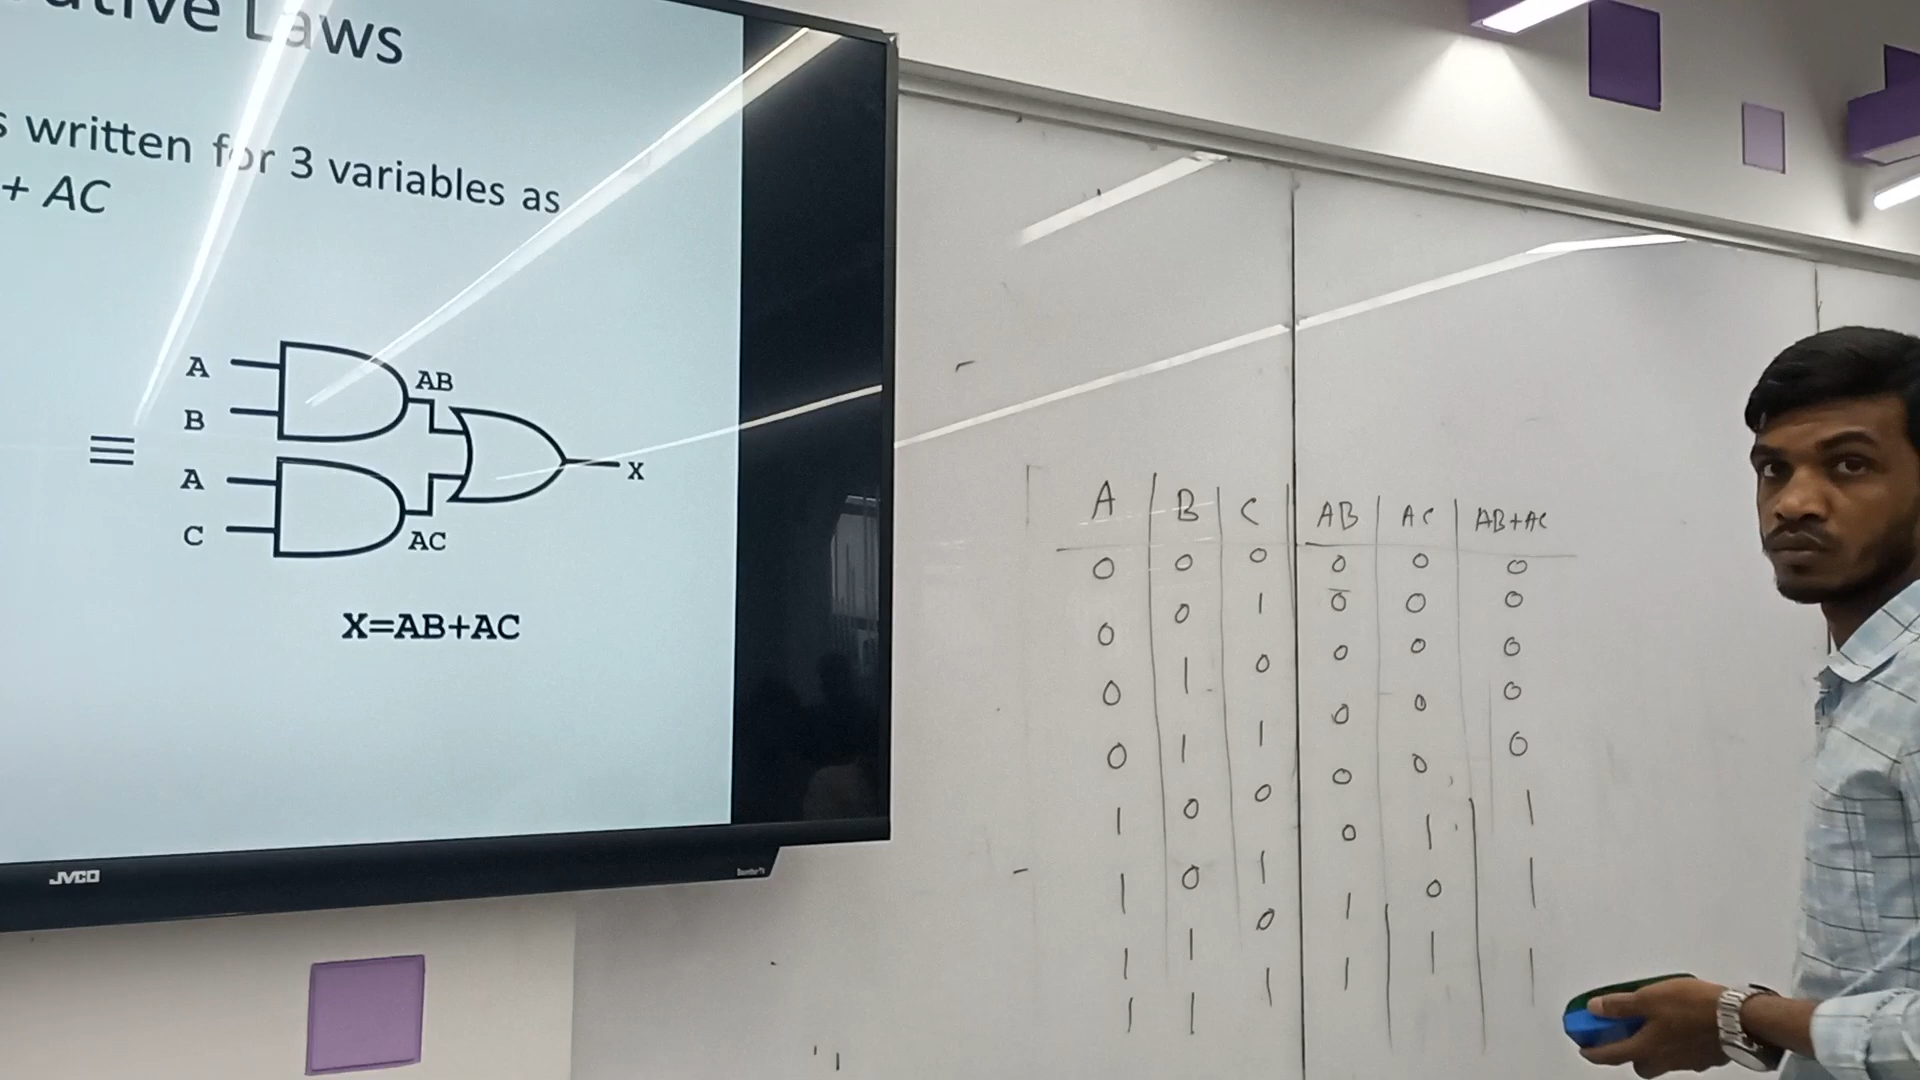 Laws
written for 3 variables as
+ AC
A
AB
B
≡
X
A
C
AC
X=AB+AC
JVCO
A B C AB AC AB+AC
0 0 0 0 0 0
0 0 1 0 0 0
0 1 0 0 0 0
0 1 1 0 0 0
1 0 0 0 0 0
1 0 1 0 1 1
1 1 0 1 0 1
1 1 1 1 1 1